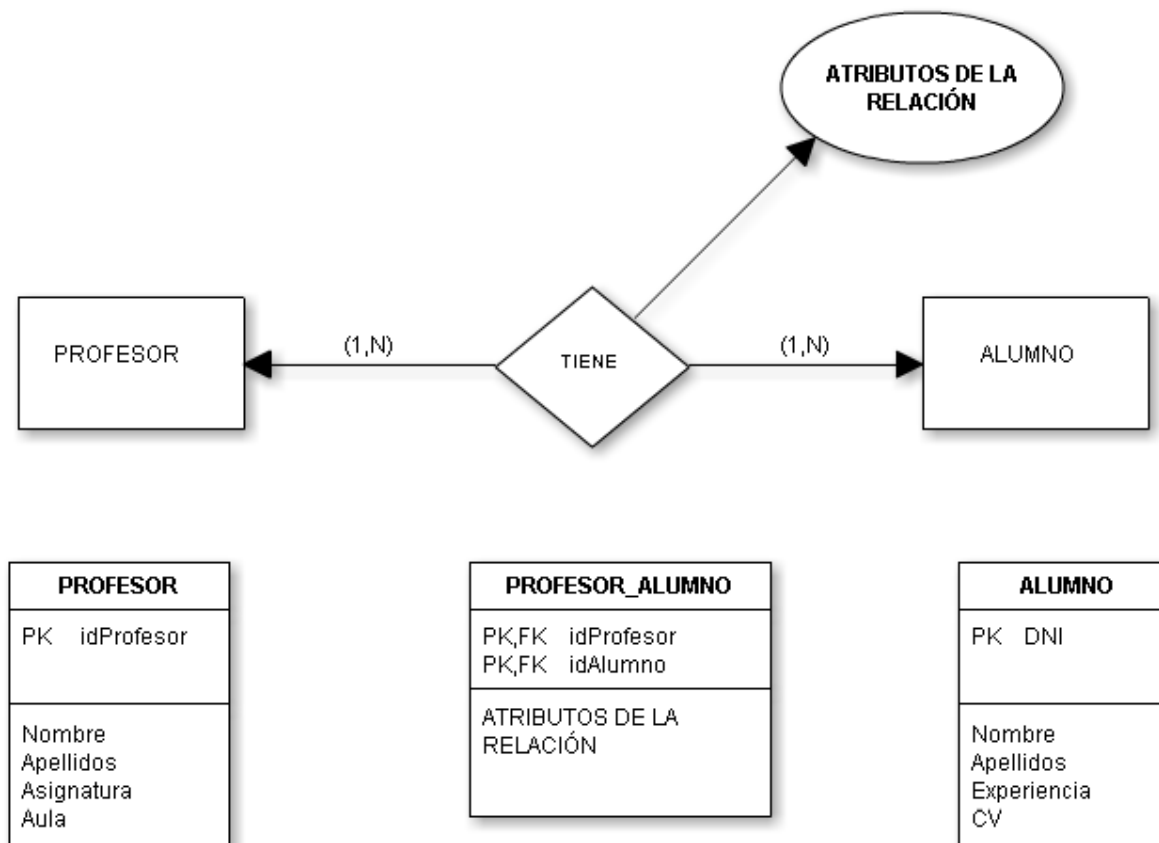 ATRIBUTOS DE LA
RELACIÓN
PROFESOR
(1,N)
TIENE
(1,N)
ALUMNO
PROFESOR
PK idProfesor
Nombre
Apellidos
Asignatura
Aula
PROFESOR_ALUMNO
PK,FK idProfesor
PK,FK idAlumno
ATRIBUTOS DE LA
RELACIÓN
ALUMNO
PK DNI
Nombre
Apellidos
Experiencia
CV